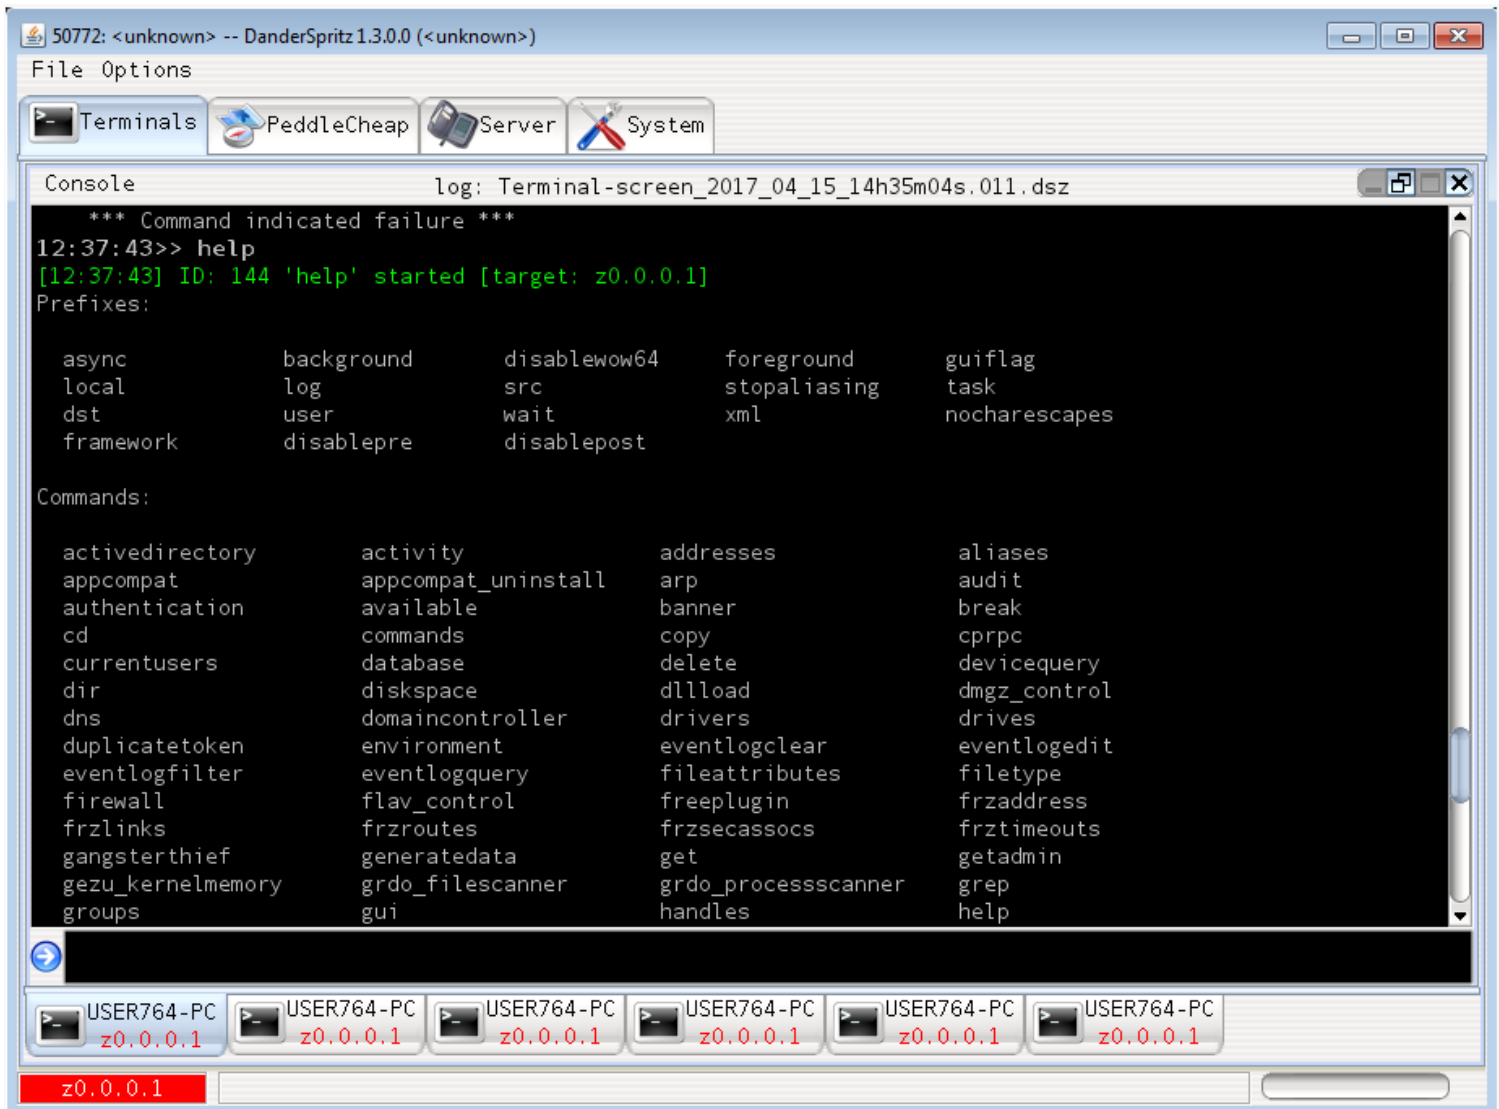 50772: <unknown> -- DanderSpritz 1.3.0.0 (<unknown>)
File Options
Terminals PeddleCheap Server System
Console log: Terminal-screen_2017_04_15_14h35m04s.011.dsz
*** Command indicated failure ***
12:37:43>> help
[12:37:43] ID: 144 'help' started [target: z0.0.0.1]
Prefixes:
async background disablewow64 foreground guiflag
local log src stopaliasing task
dst user wait xml nocharescapes
framework disablepre disablepost
Commands:
activedirectory activity addresses aliases
appcompat appcompat_uninstall arp audit
authentication available banner break
cd commands copy cprpc
currentusers database delete devicequery
dir diskspace dllload dmgz_control
dns domaincontroller drivers drives
duplicatetoken environment eventlogclear eventlogedit
eventlogfilter eventlogquery fileattributes filetype
firewall flav_control freeplugin frzaddress
frzlinks frzroutes frzsecassocs frztimeouts
gangsterthief generatedata get getadmin
gezu_kernelmemory grdo_filescanner grdo_processscanner grep
groups gui handles help
USER764-PC USER764-PC USER764-PC USER764-PC USER764-PC USER764-PC
z0.0.0.1 z0.0.0.1 z0.0.0.1 z0.0.0.1 z0.0.0.1 z0.0.0.1
z0.0.0.1